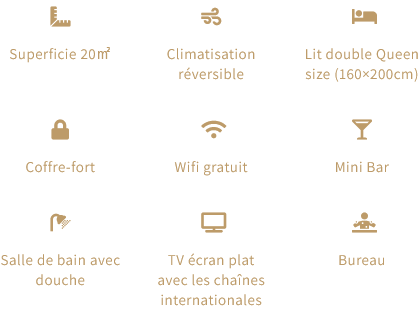 Superficie 20㎡
Climatisation
réversible
Lit double Queen
size (160×200cm)
Coffre-fort
Wifi gratuit
Mini Bar
Salle de bain avec
douche
TV écran plat
avec les chaînes
internationales
Bureau